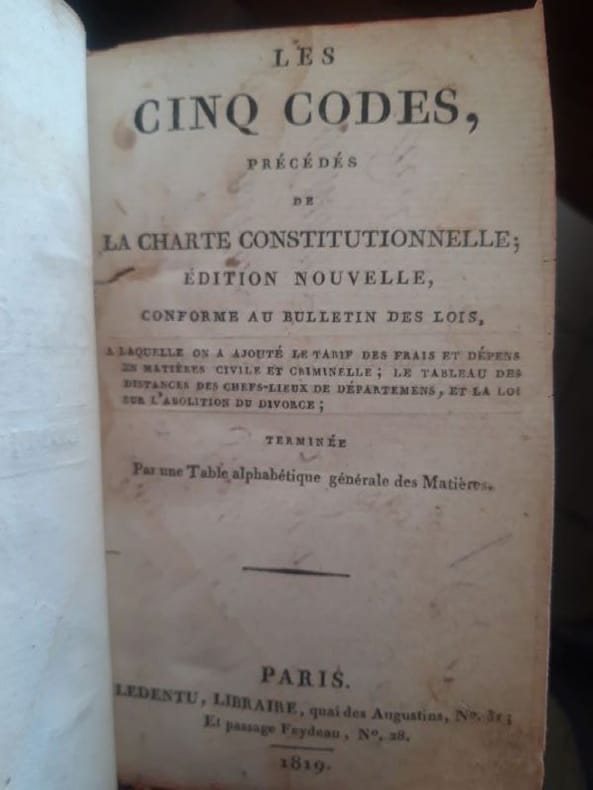 LES
CINQ CODES,
PRÉCÉDÉS
DE
LA CHARTE CONSTITUTIONNELLE;
ÉDITION NOUVELLE,
CONFORME AU BULLETIN DES LOIS,
A LAQUELLE ON A AJOUTÉ LE TARIF DES FRAIS ET DÉPENS
EN MATIÈRES CIVILE ET CRIMINELLE; LE TABLEAU DES
DISTANCES DES CHEFS-LIEUX DE DÉPARTEMENS, ET LA LOI
SUR L'ABOLITION DU DIVORCE;
TERMINÉE
Par une Table alphabétique générale des Matières.
PARIS.
LEDENTU, LIBRAIRE, quai des Augustins, Nº. 31;
Et passage Feydeau, Nº. 28.
1819.